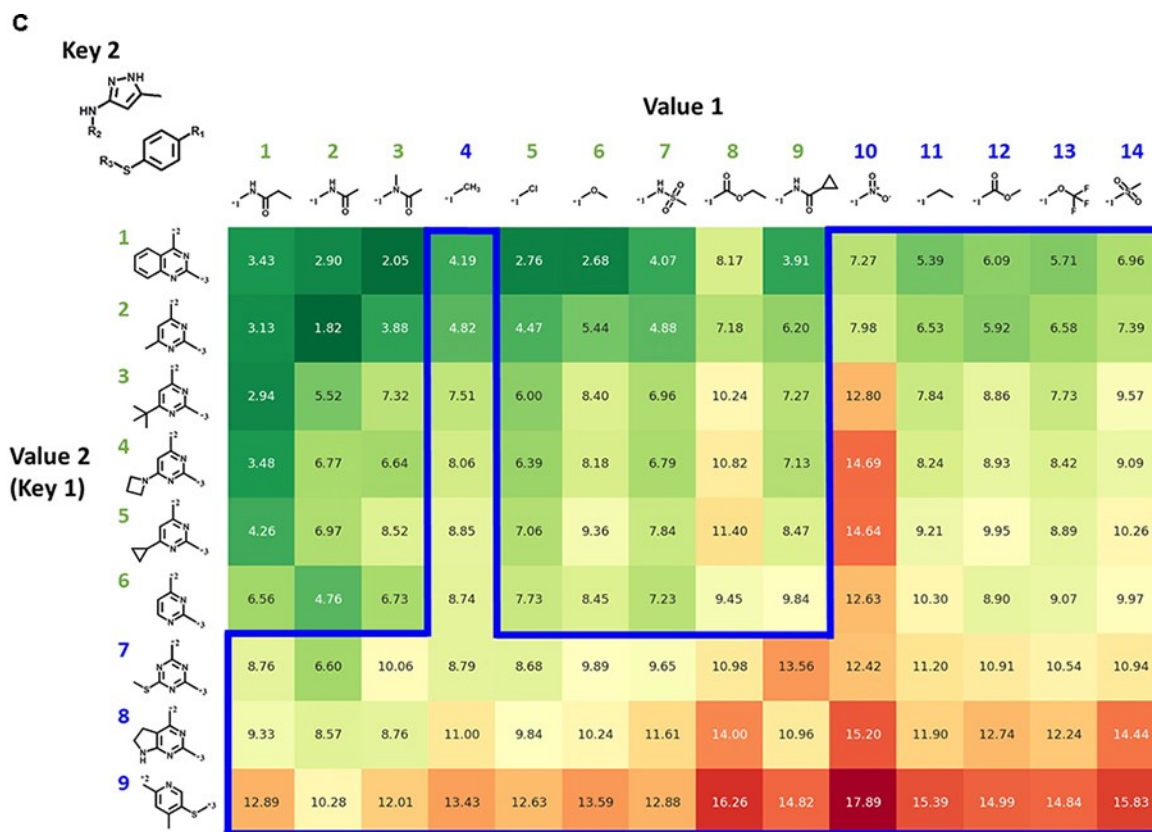 C
Key 2
N NH
HN
R2
R1
R3 S
Value 1
1 2 3 4 5 6 7 8 9 10 11 12 13 14
3.43 2.90 2.05 4.19 2.76 2.68 4.07 8.17 3.91 7.27 5.39 6.09 5.71 6.96
3.13 1.82 3.88 4.82 4.47 5.44 4.88 7.18 6.20 7.98 6.53 5.92 6.58 7.39
2.94 5.52 7.32 7.51 6.00 8.40 6.96 10.24 7.27 12.80 7.84 8.86 7.73 9.57
Value 2
(Key 1)
3.48 6.77 6.64 8.06 6.39 8.18 6.79 10.82 7.13 14.69 8.24 8.93 8.42 9.09
4.26 6.97 8.52 8.85 7.06 9.36 7.84 11.40 8.47 14.64 9.21 9.95 8.89 10.26
6.56 4.76 6.73 8.74 7.73 8.45 7.23 9.45 9.84 12.63 10.30 8.90 9.07 9.97
8.76 6.60 10.06 8.79 8.68 9.89 9.65 10.98 13.56 12.42 11.20 10.91 10.54 10.94
9.33 8.57 8.76 11.00 9.84 10.24 11.61 14.00 10.96 15.20 11.90 12.74 12.24 14.44
12.89 10.28 12.01 13.43 12.63 13.59 12.88 16.26 14.82 17.89 15.39 14.99 14.84 15.83
1
2
3
4
5
6
7
8
9